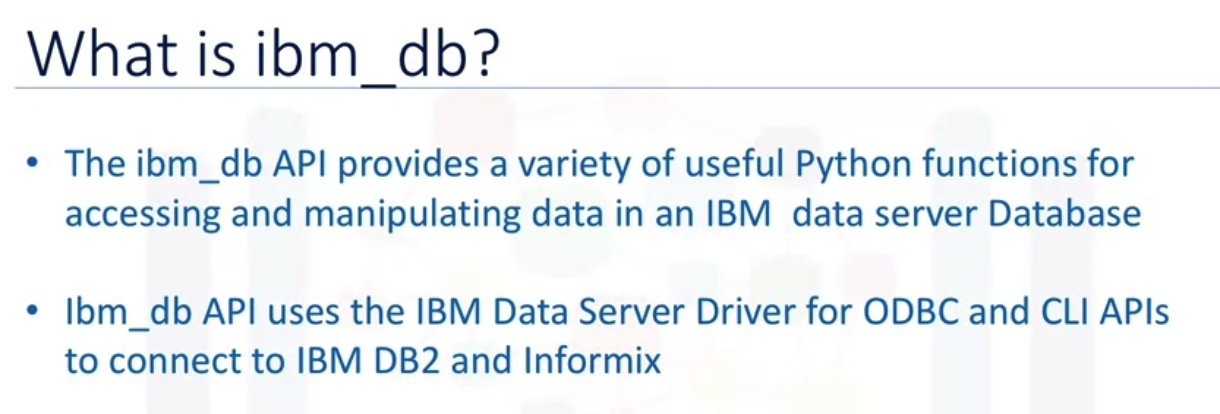 What is ibm_db?
• The ibm_db API provides a variety of useful Python functions for
accessing and manipulating data in an IBM  data server Database
• Ibm_db API uses the IBM Data Server Driver for ODBC and CLI APIs
to connect to IBM DB2 and Informix